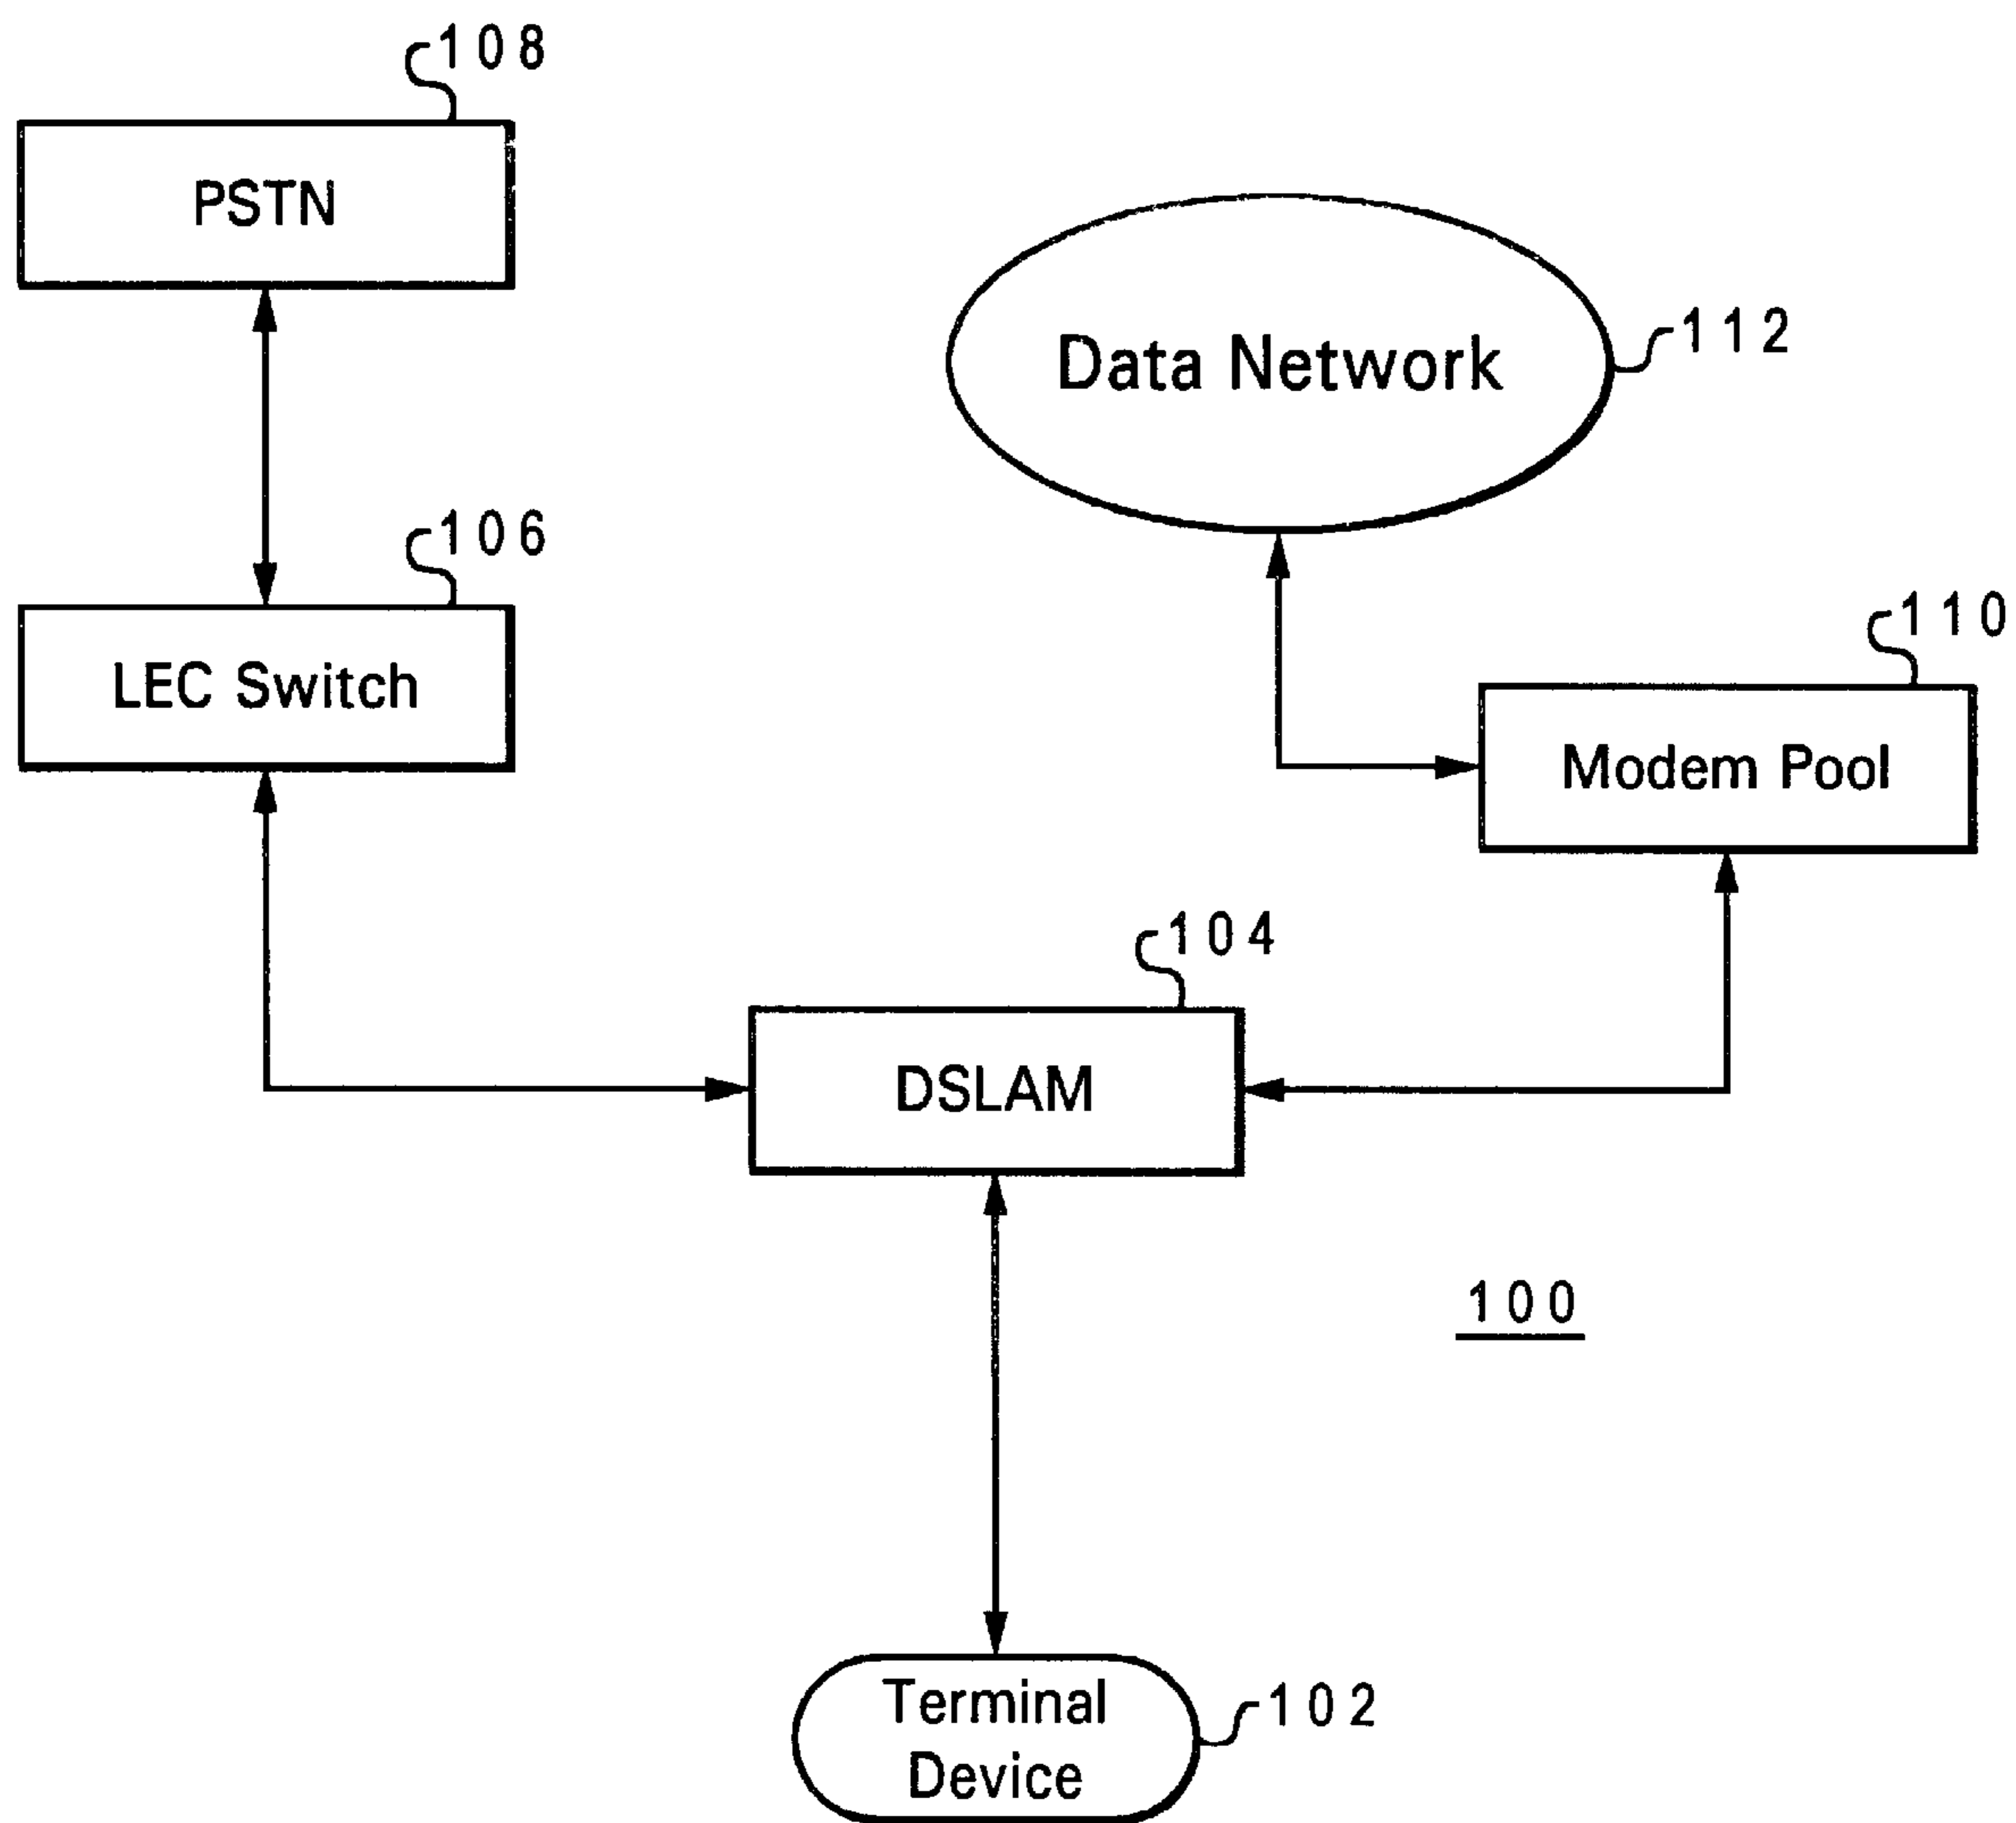 108
PSTN
Data Network
112
106
LEC Switch
110
Modem Pool
104
DSLAM
100
Terminal
Device
102